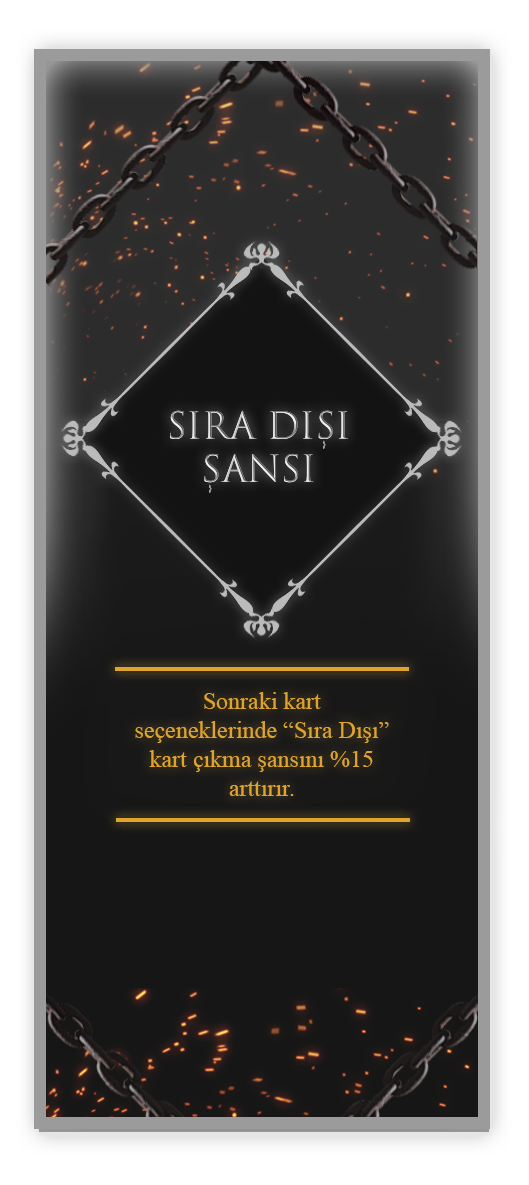 SIRA DIŞI
ŞANSI
Sonraki kart
seçeneklerinde “Sıra Dışı”
kart çıkma şansını %15
arttırır.